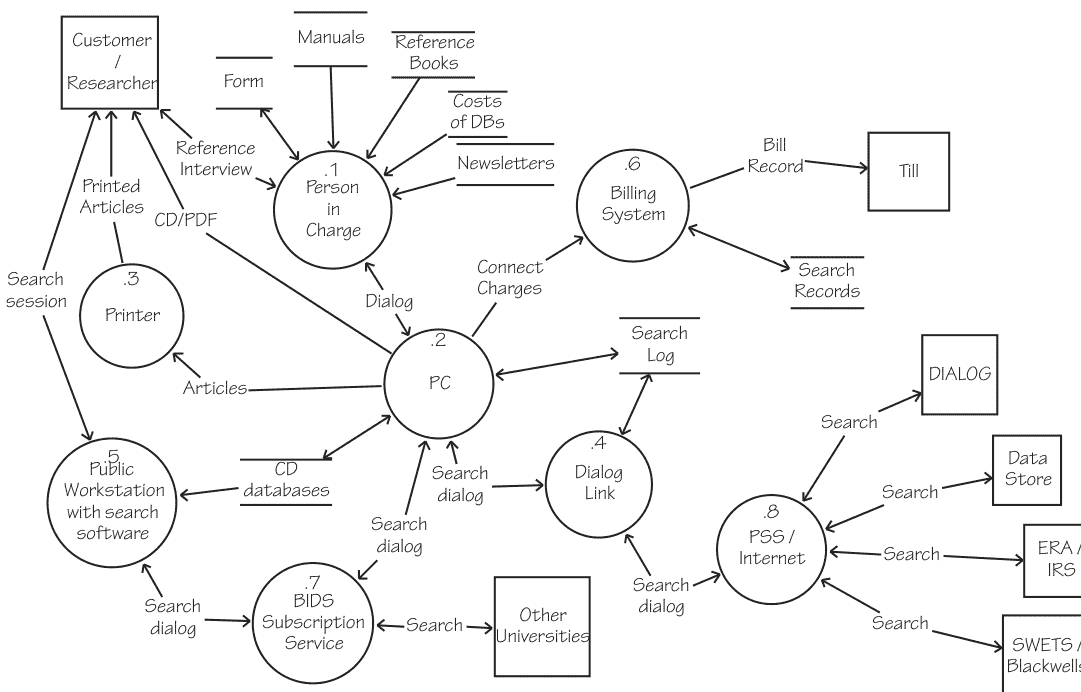 Customer
/
Researcher
Manuals
Reference
Books
Form
Costs
of DBs
Newsletters
Reference
Interview
.1
Person
in
Charge
.6
Billing
System
Bill
Record
Till
Printed
Articles
CD/PDF
Search
session
.3
Printer
Dialog
Connect
Charges
Search
Records
.2
PC
Search
Log
Articles
DIALOG
Search
.5
Public
Workstation
with search
software
CD
databases
Search
dialog
.4
Dialog
Link
Data
Store
Search
.8
PSS /
Internet
Search
dialog
Search
ERA /
IRS
Search
dialog
.7
BIDS
Subscription
Service
Search
dialog
Search
Other
Universities
Search
SWETS /
Blackwells